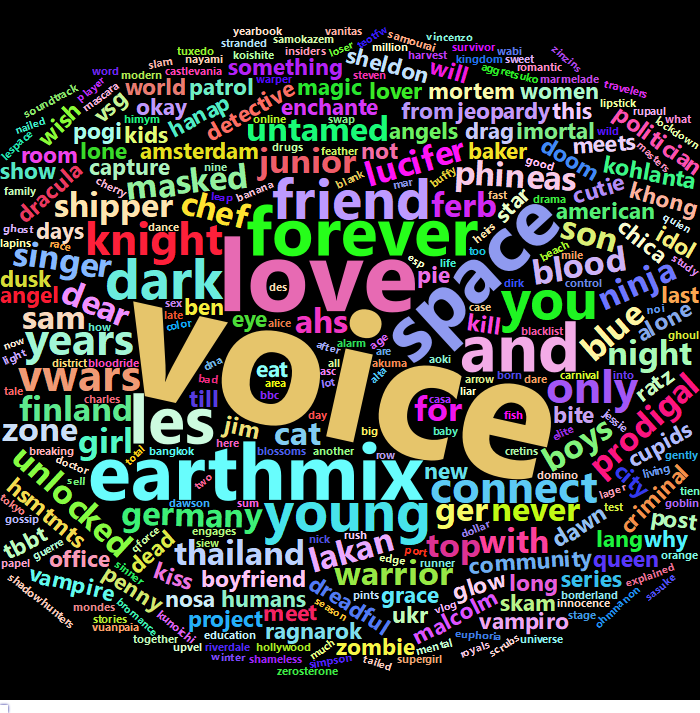 yearbook
samokazem
vanitas
vincenzo
stranded
insiders
loser
taotfw
samourai
survivor
wabi
zinzins
tuxedo
koishite
million
harvest
kingdom
sweet
slam
nayami
something
sheldon
will
aggretsuko
romantic
marmelade
travelers
word
modern
castlevania
warper
steven
player
world
patrol
magic
lover
mortem
women
soundtrack
mascara
detective
enchante
from
jeopardy
this
lipstick
rupaul
what
nailed
wish
vsg
okay
hanap
himym
online
swap
wild
lockdown
lespace
pogi
kids
untamed
angels
drag
imortal
politician
masters
room
lone
amsterdam
drugs
feather
junior
not
baker
meets
show
capture
nine
lucifer
good
doom
kohlanta
family
dracula
cherry
masked
leap
banana
blank
mar
buffy
fast
phineas
cutie
khong
ghost
shipper
chef
friend
ferb
star
drama
american
quien
lapins
race
days
dance
knight
forever
heirs
son
chica
idol
study
singer
love
space
esp
life
too
beach
mile
dusk
des
pie
dirk
control
blood
ninja
angel
sex
late
dark
ben
eye
alice
ahs
you
noi
last
now
how
dear
color
alarm
age
kill
case
blacklist
blue
alone
ghoul
light
sam
years
after
are
and
night
district
bloodride
dna
all
akuma
aoki
born
carnival
into
tale
charles
vwars
bad
eat
asc
alta
arrow
dare
only
ratz
finland
les
till
area
lot
voice
casa
liar
fish
bite
jessie
prodigal
zone
breaking
girl
jim
bbc
day
for
baby
elite
boys
cupids
gently
doctor
here
cat
big
cretins
total
bangkok
blossoms
another
row
domino
city
living
unlocked
sell
earthmix
new
connect
lager
tien
tokyo
hsmtmts
dawson
two
sum
test
goblin
gossip
germany
young
dollar
ger
never
criminal
post
tbbt
qforce
engages
nick
rush
edge
port
top
with
dawn
lang
why
orange
papel
guerre
office
dead
siew
thailand
lakan
runner
community
queen
explained
sinner
penny
kiss
boyfriend
warrior
glow
long
series
borderland
sasuke
shadowhunters
vampire
nosa
humans
dreadful
pints
grace
skam
innocence
ohmnanon
mondes
bromance
kunoichi
project
meet
season
ukr
vlog
malcolm
vampiro
stage
stories
vuanpaia
education
ragnarok
euphoria
together
upvel
riverdale
hollywood
much
zombie
mental
scrubs
universe
winter
shameless
simpson
tailed
supergirl
royals
zerosterone